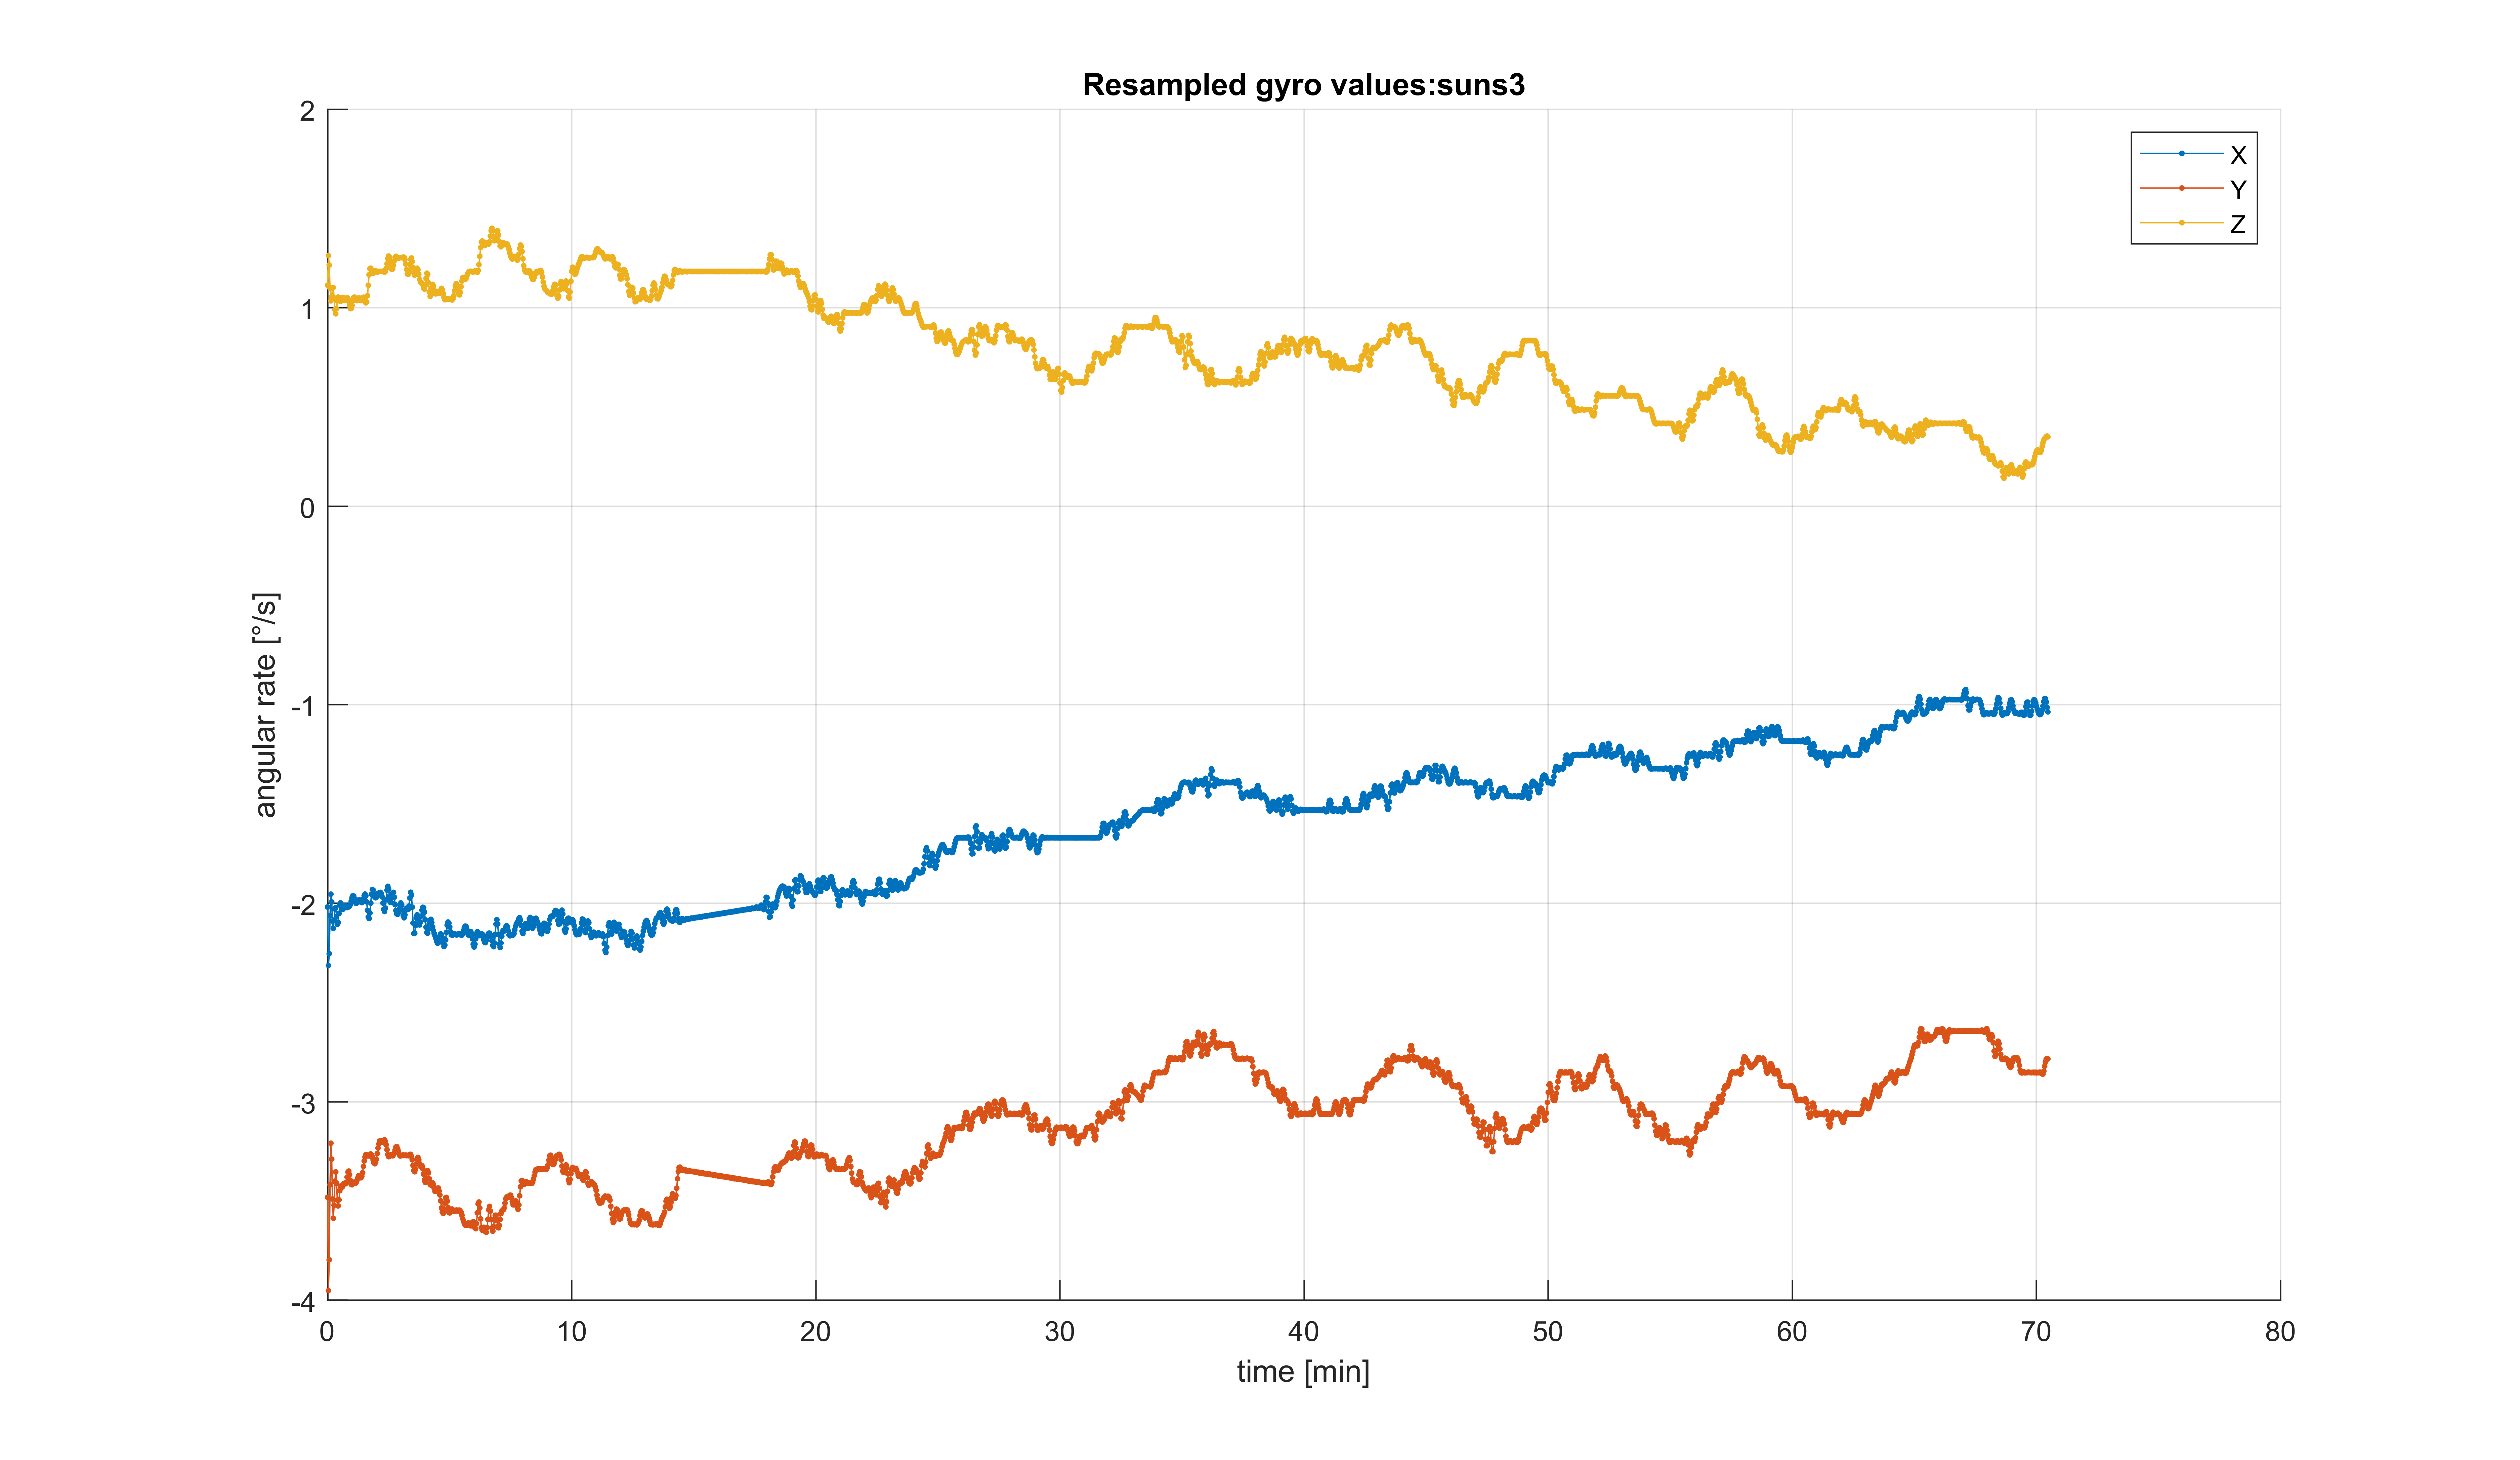 Resampled gyro values:suns3
2
1
0
-1
-2
-3
-4
angular rate [°/s]
X
Y
Z
0 10 20 30 40 50 60 70 80
time [min]